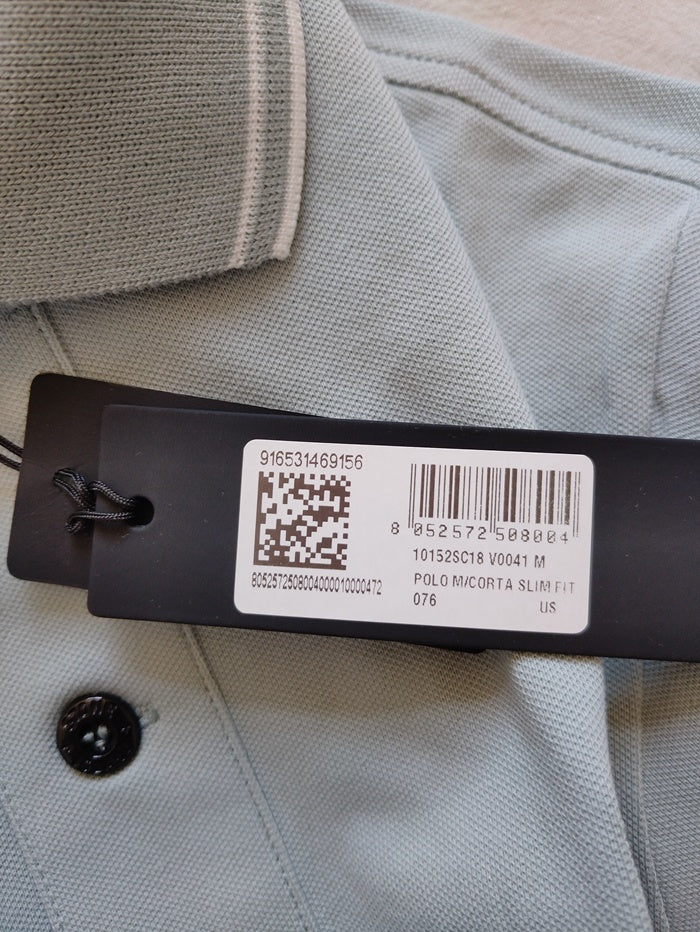 916531469156
8052572508004000010000472
8 052572 508004
10152SC18 V0041 M
POLO M/CORTA SLIM FIT
076 US